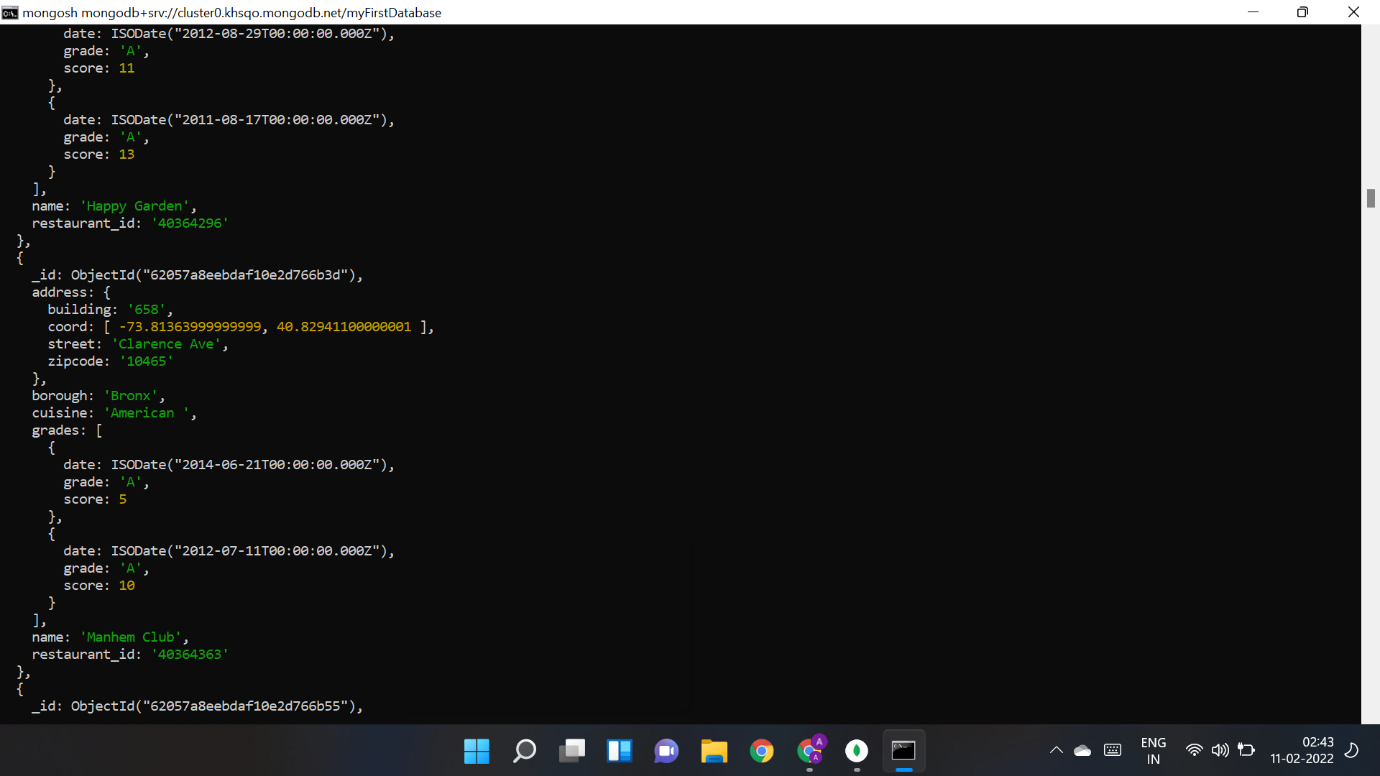 mongosh mongodb+srv://cluster0.khsqo.mongodb.net/myFirstDatabase
date: ISODate("2012-08-29T00:00:00.000Z"),
grade: 'A',
score: 11
},
{
date: ISODate("2011-08-17T00:00:00.000Z"),
grade: 'A',
score: 13
}
],
name: 'Happy Garden',
restaurant_id: '40364296'
},
{
_id: ObjectId("62057a8eebdaf10e2d766b3d"),
address: {
building: '658',
coord: [ -73.81363999999999, 40.82941100000001 ],
street: 'Clarence Ave',
zipcode: '10465'
},
borough: 'Bronx',
cuisine: 'American ',
grades: [
{
date: ISODate("2014-06-21T00:00:00.000Z"),
grade: 'A',
score: 5
},
{
date: ISODate("2012-07-11T00:00:00.000Z"),
grade: 'A',
score: 10
}
],
name: 'Manhem Club',
restaurant_id: '40364363'
},
{
_id: ObjectId("62057a8eebdaf10e2d766b55"),
A
A
ENG
IN
02:43
11-02-2022